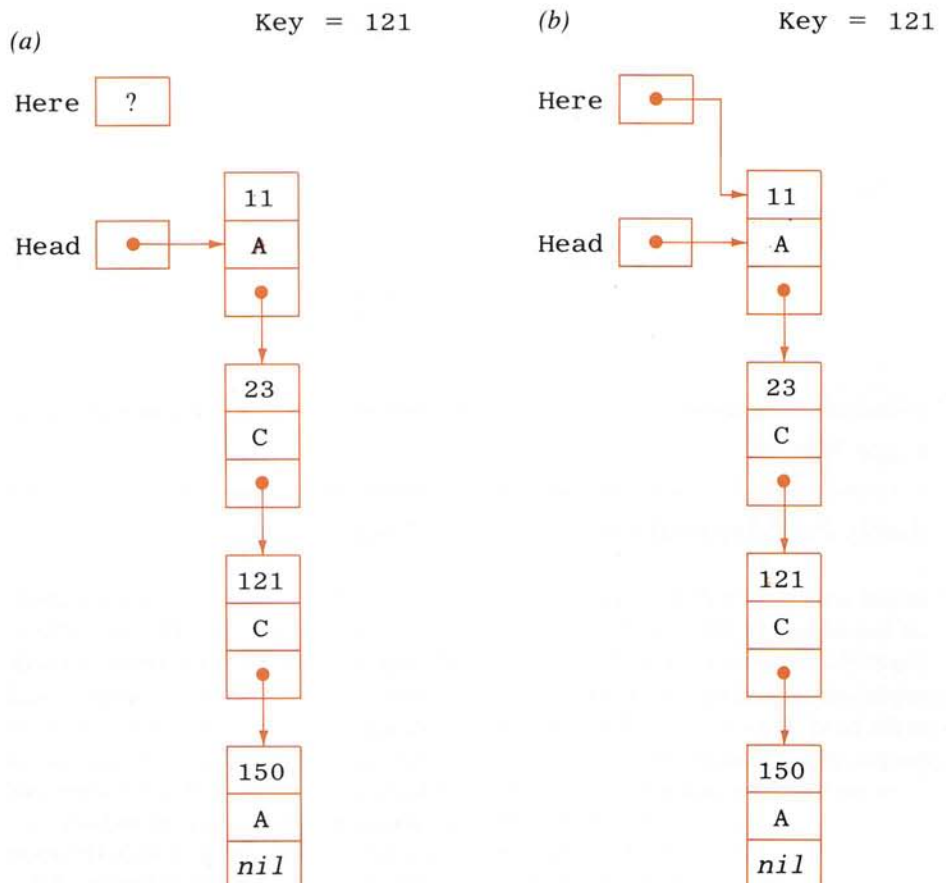 (a)
Key = 121
Here ?
Head
11
A
23
C
121
C
150
A
nil
(b)
Key = 121
Here
Head
11
A
23
C
121
C
150
A
nil